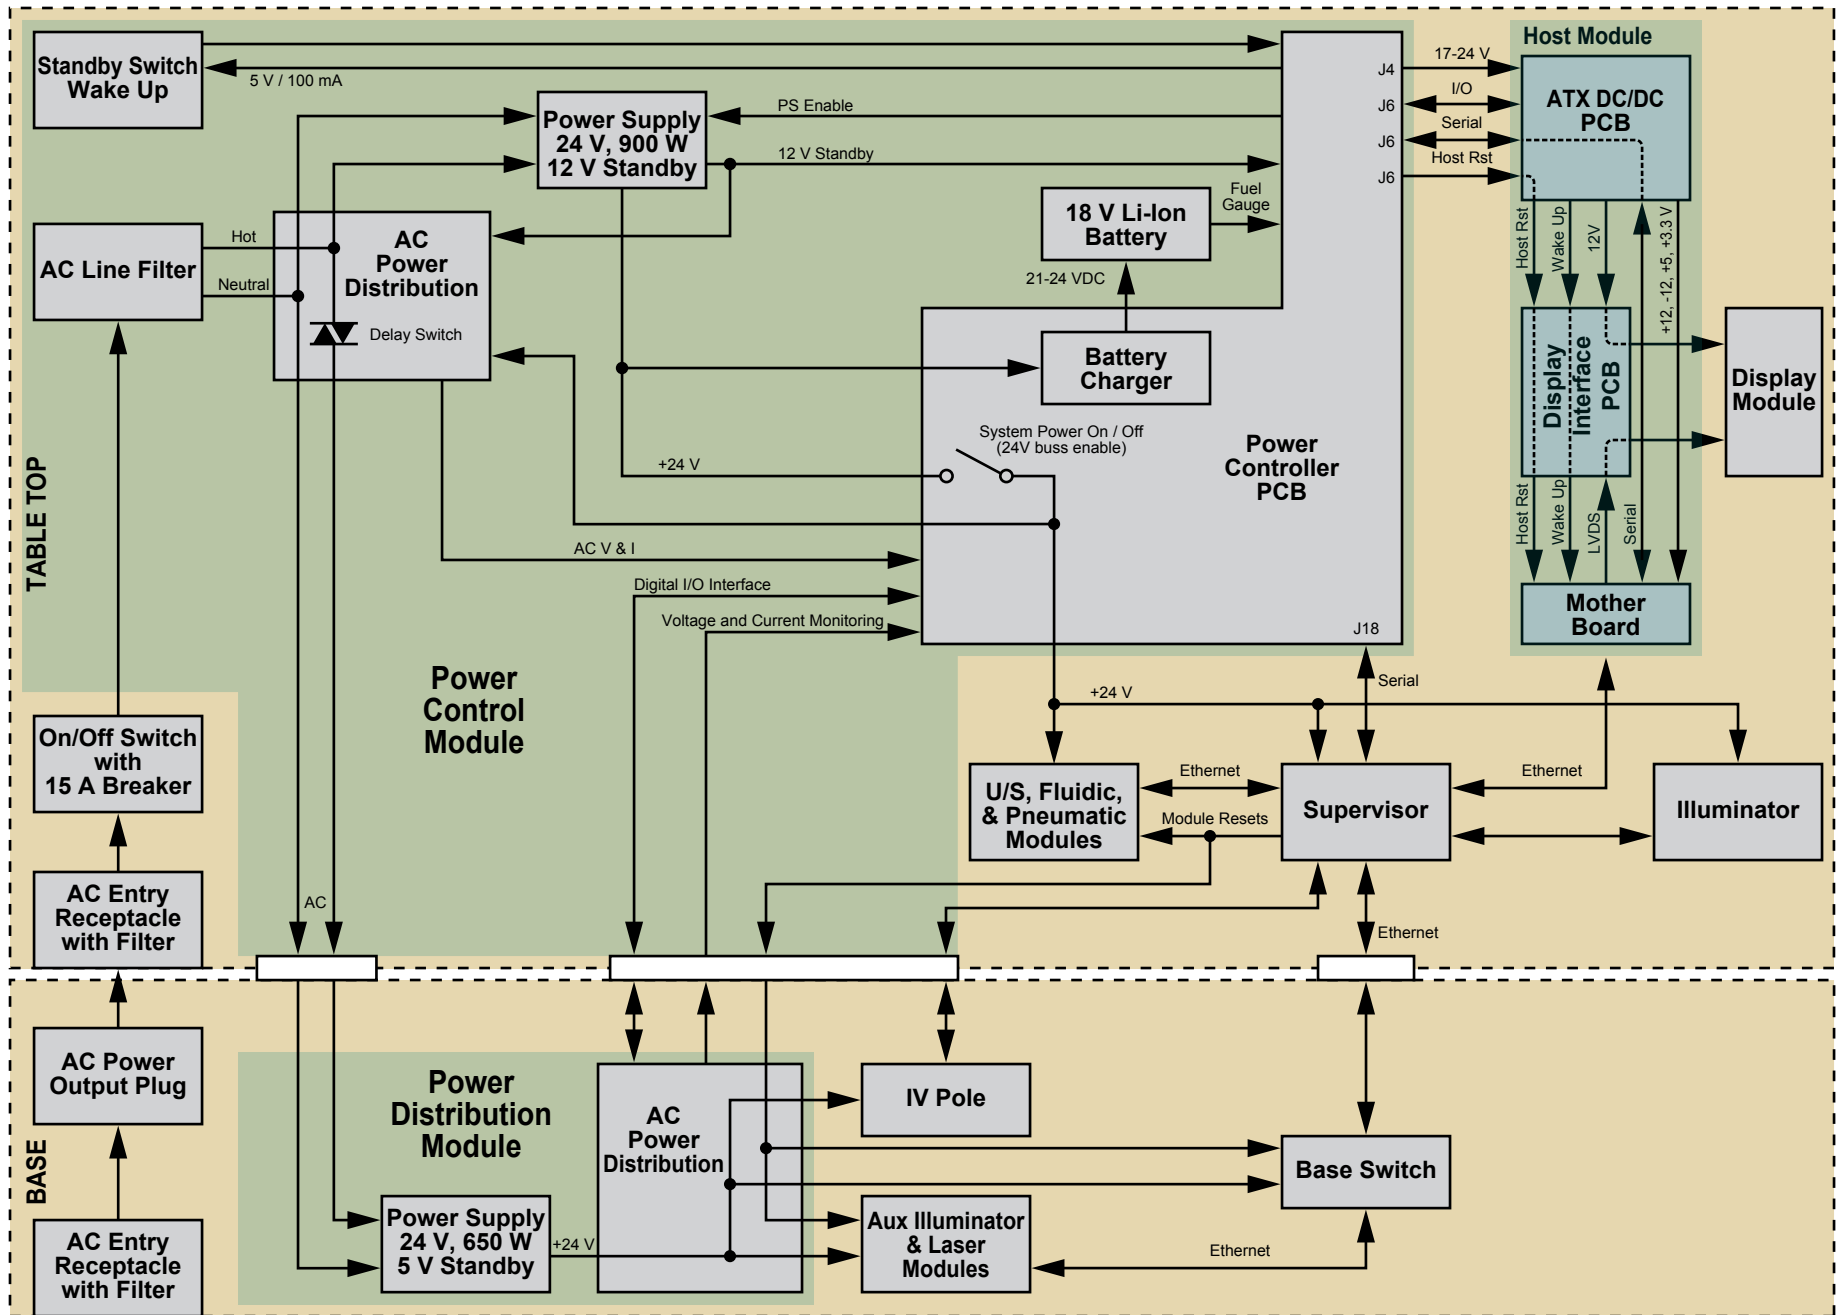 Standby Switch
Wake Up
5 V / 100 mA
Power Supply
24 V, 900 W
12 V Standby
PS Enable
12 V Standby
J4
J6
J6
J6
17-24 V
I/O
Serial
Host Rst
Host Module
ATX DC/DC
PCB
AC Line Filter
Hot
Neutral
AC
Power
Distribution
Delay Switch
18 V Li-Ion
Battery
Fuel
Gauge
21-24 VDC
Battery
Charger
System Power On / Off
(24V buss enable)
Power
Controller
PCB
+24 V
AC V & I
Digital I/O Interface
Voltage and Current Monitoring
J18
Host Rst
Wake Up
12V
+12, -12, +5, +3.3 V
Display
Interface
PCB
Display
Module
Host Rst
Wake Up
LVDS
Serial
Mother
Board
TABLE TOP
Power
Control
Module
On/Off Switch
with
15 A Breaker
AC Entry
Receptacle
with Filter
AC
Serial
+24 V
U/S, Fluidic,
& Pneumatic
Modules
Ethernet
Module Resets
Supervisor
Ethernet
Illuminator
Ethernet
AC Power
Output Plug
BASE
AC Entry
Receptacle
with Filter
Power
Distribution
Module
Power Supply
24 V, 650 W
5 V Standby
+24 V
AC
Power
Distribution
IV Pole
Aux Illuminator
& Laser
Modules
Base Switch
Ethernet